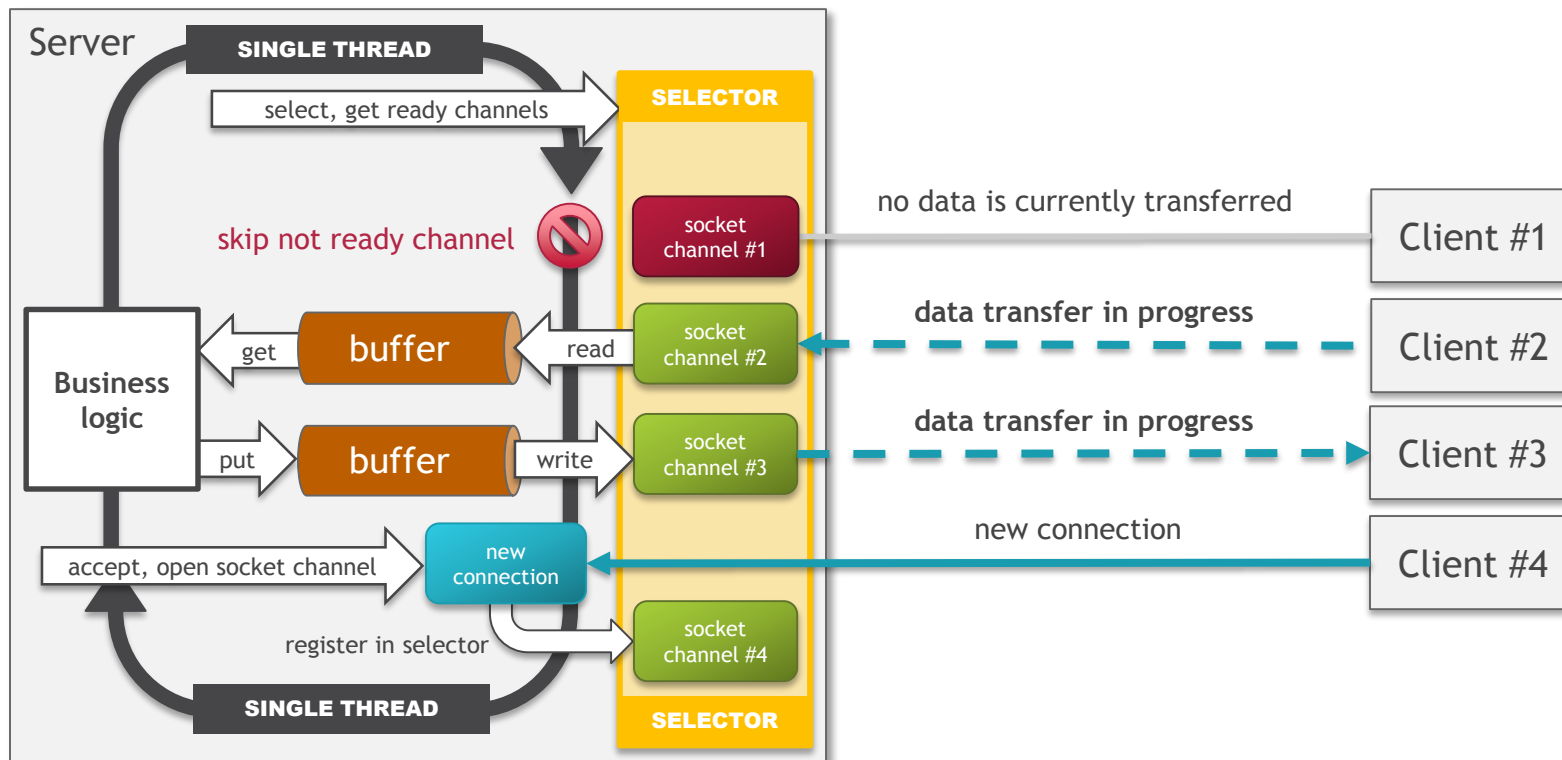 Server
SINGLE THREAD
select, get ready channels
SELECTOR
skip not ready channel
socket
channel #1
no data is currently transferred
Client #1
Business
logic
get
buffer
read
socket
channel #2
data transfer in progress
Client #2
put
buffer
write
socket
channel #3
data transfer in progress
Client #3
accept, open socket channel
new
connection
new connection
Client #4
register in selector
socket
channel #4
SINGLE THREAD
SELECTOR